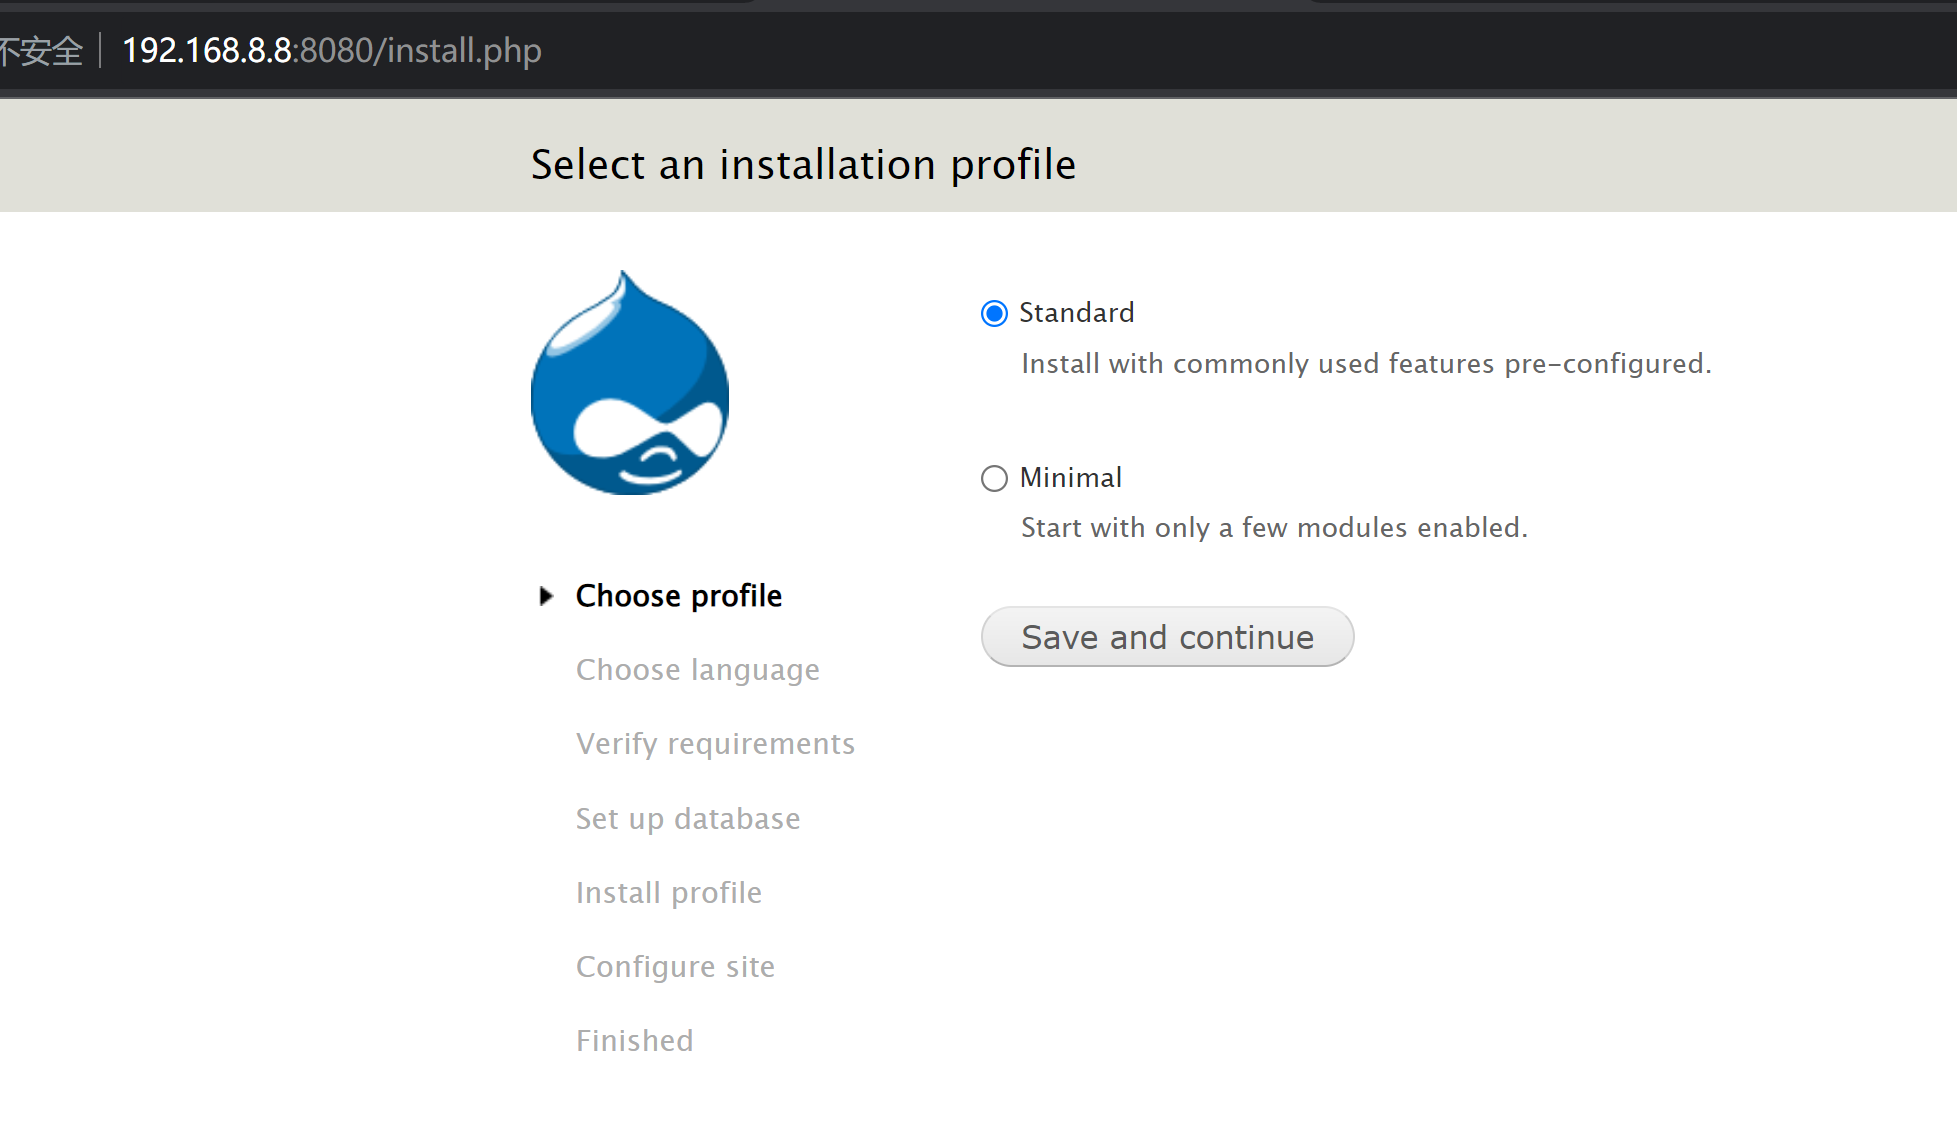 不安全 192.168.8.8:8080/install.php
Select an installation profile
Standard
Install with commonly used features pre-configured.
Minimal
Start with only a few modules enabled.
Save and continue
Choose profile
Choose language
Verify requirements
Set up database
Install profile
Configure site
Finished